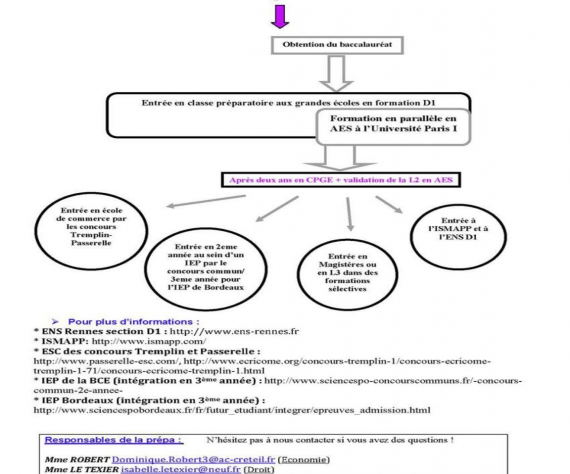 Obtention du baccalauréat
Entrée en classe préparatoire aux grandes écoles en formation D1
Formation en parallèle en
AES à l'Université Paris I
Après deux ans en CPGE + validation de la L2 en AES
Entrée en école
de commerce par
les concours
Tremplin-
Passerelle
Entrée en 2eme
année au sein d'un
IEP par le
concours commun/
3eme année pour
l'IEP de Bordeaux
Entrée en
Magistères ou
en L3 dans des
formations
sélectives
Entrée à
l'ISMAPP et à
l'ENS D1
➢ Pour plus d'informations :
* ENS Rennes section D1 : http://www.ens-rennes.fr
* ISMAPP: http://www.ismapp.com/
* ESC des concours Tremplin et Passerelle :
http://www.passerelle-esc.com/, http://www.ecricome.org/concours-tremplin-1/concours-ecricome-
tremplin-1-71/concours-ecricome-tremplin-1.html
* IEP de la BCE (intégration en 3ème année) : http://www.sciencespo-concourscommuns.fr/-concours-
commun-2e-annee-
* IEP Bordeaux (intégration en 3ème année) :
http://www.sciencespobordeaux.fr/fr/futur_etudiant/integrer/epreuves_admission.html
Responsables de la prépa : N'hésitez pas à nous contacter si vous avez des questions !
Mme ROBERT Dominique.Robert3@ac-creteil.fr (Economie)
Mme LE TEXIER isabelle.letexier@neuf.fr (Droit)